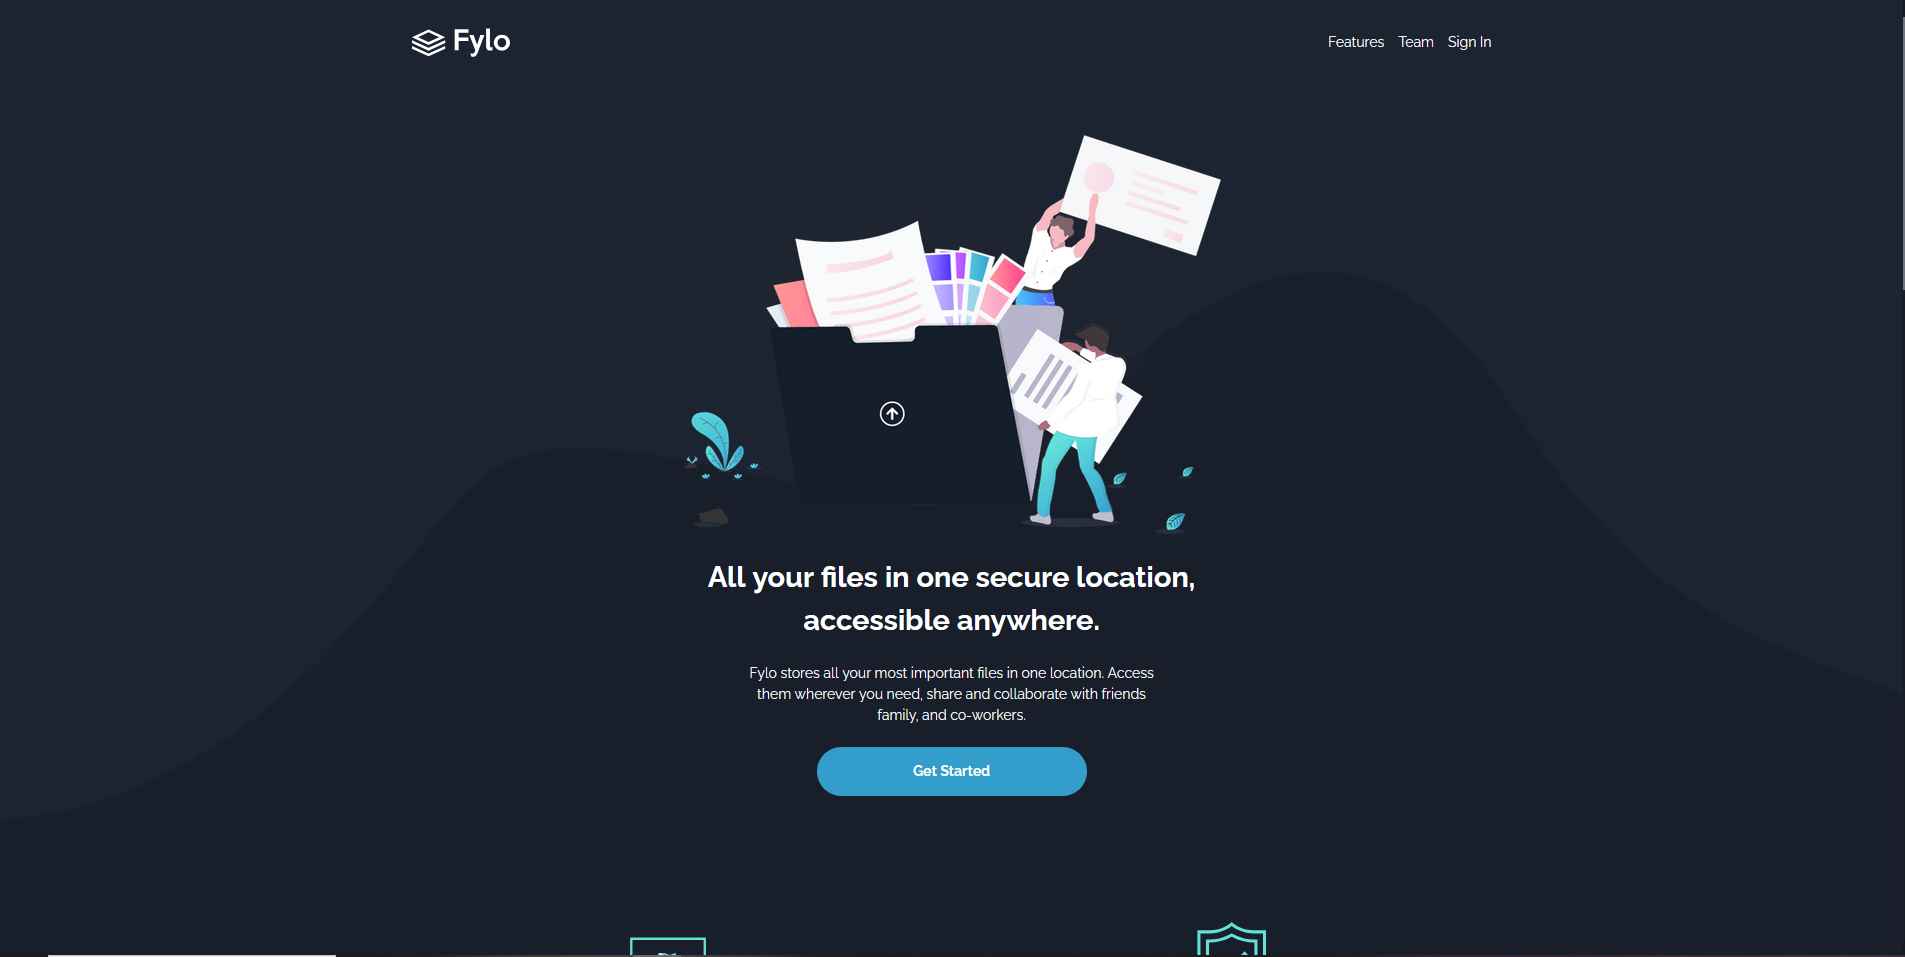 Fylo
Features Team Sign In
All your files in one secure location,
accessible anywhere.
Fylo stores all your most important files in one location. Access
them wherever you need, share and collaborate with friends
family, and co-workers.
Get Started